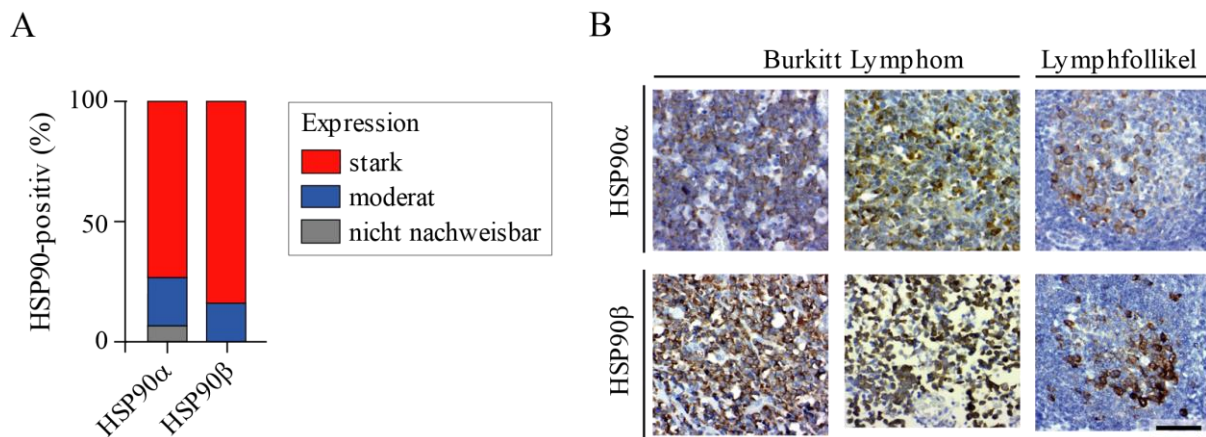 A
HSP90-positiv (%)
100
50
0
HSP90α
HSP90β
Expression
stark
moderat
nicht nachweisbar
B
Burkitt Lymphom
Lymphfollikel
HSP90α
HSP90β